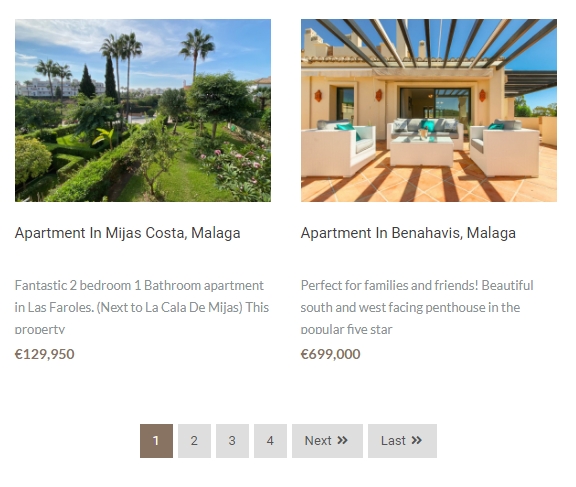 Apartment In Mijas Costa, Malaga
Fantastic 2 bedroom 1 Bathroom apartment
in Las Faroles. (Next to La Cala De Mijas) This
property
€129,950
Apartment In Benahavis, Malaga
Perfect for families and friends! Beautiful
south and west facing penthouse in the
popular five star
€699,000
1 2 3 4 Next » Last »